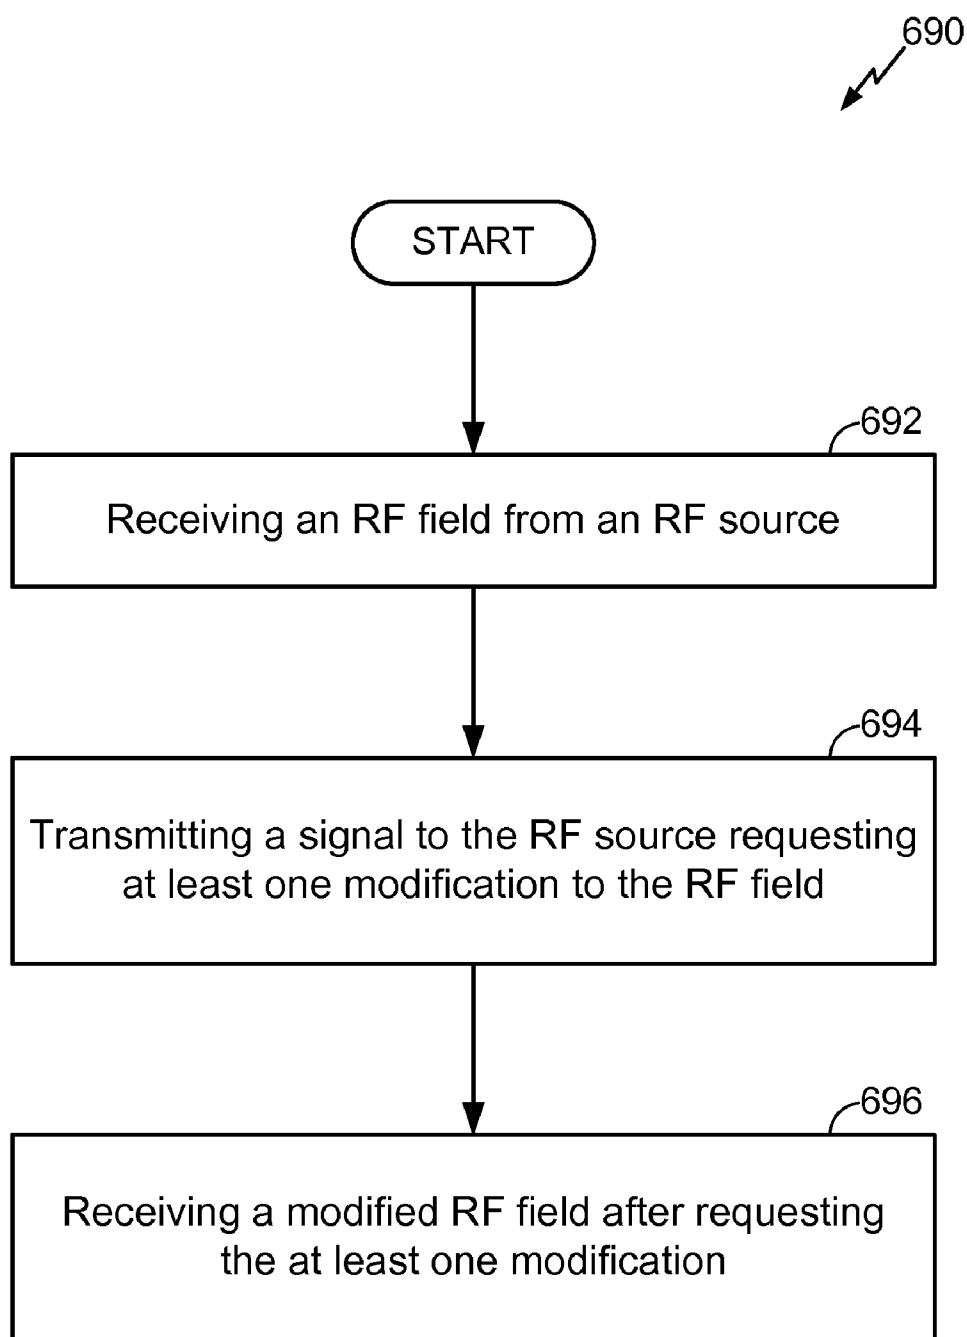 690
START
692
Receiving an RF field from an RF source
694
Transmitting a signal to the RF source requesting
at least one modification to the RF field
696
Receiving a modified RF field after requesting
the at least one modification